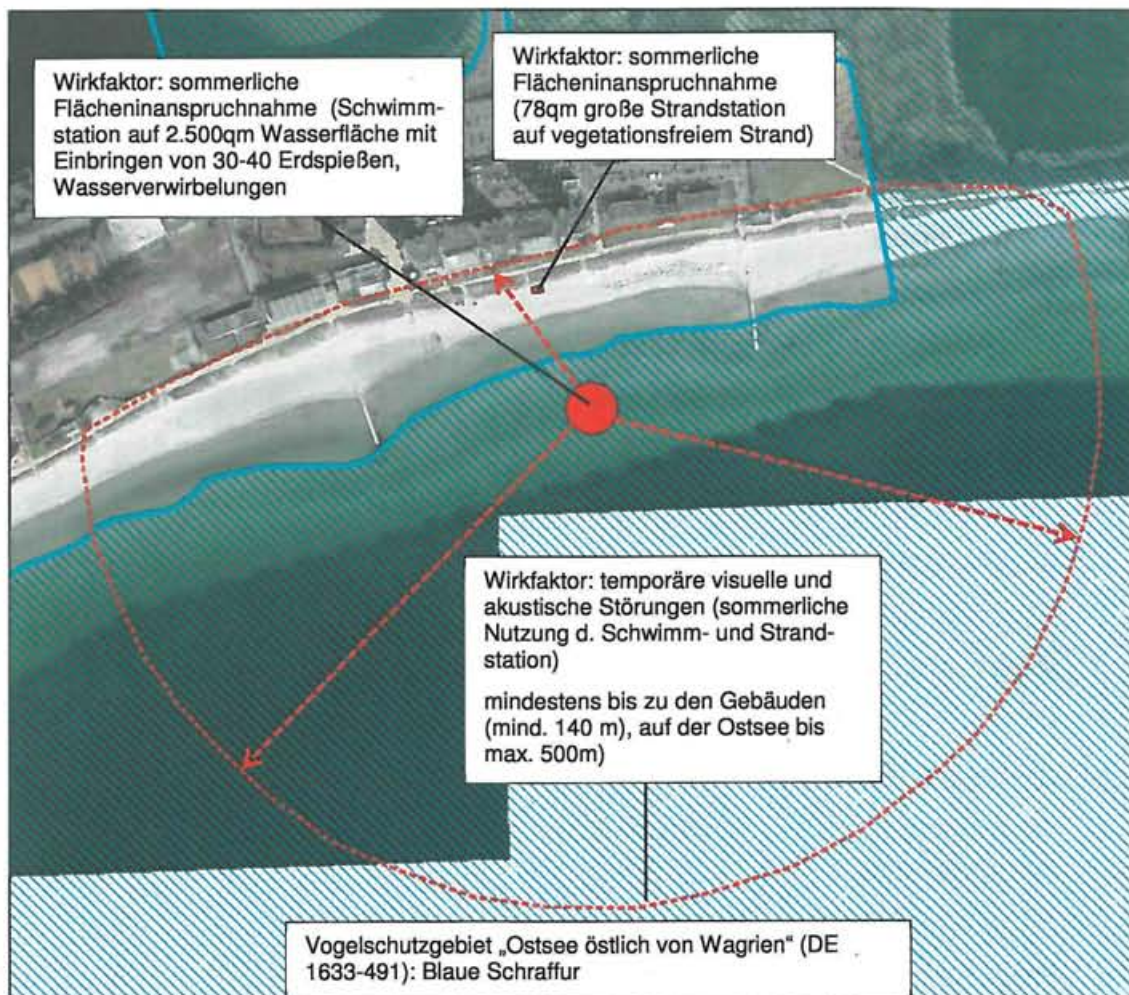 Wirkfaktor: sommerliche
Flächeninanspruchnahme (Schwimm-
station auf 2.500qm Wasserfläche mit
Einbringen von 30-40 Erdspießen,
Wasserverwirbelungen
Wirkfaktor: sommerliche
Flächeninanspruchnahme
(78qm große Strandstation
auf vegetationsfreiem Strand)
Wirkfaktor: temporäre visuelle und
akustische Störungen (sommerliche
Nutzung d. Schwimm- und Strand-
station)
mindestens bis zu den Gebäuden
(mind. 140 m), auf der Ostsee bis
max. 500m)
Vogelschutzgebiet „Ostsee östlich von Wagrien“ (DE
1633-491): Blaue Schraffur